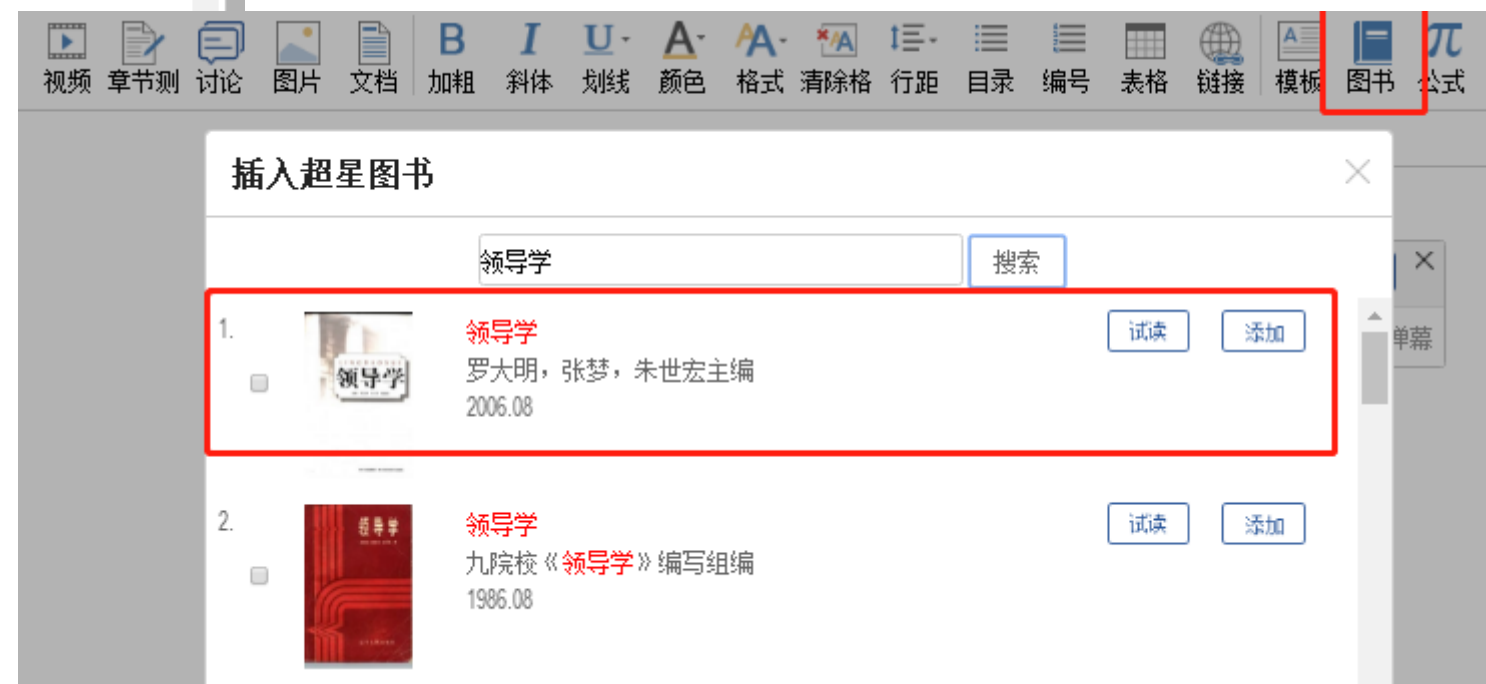 视频 章节测 讨论 图片 文档 B 加粗 I 斜体 U 划线 A 颜色 AA 格式 A 清除格 行距 目录 编号 表格 链接 A 模板 图书 π 公式
插入超星图书
领导学 搜索
弹幕
1.
领导学
领导学 试读 添加
罗大明，张梦，朱世宏主编
2006.08
2.
领导学
领导学 试读 添加
九院校《领导学》编写组编
1986.08